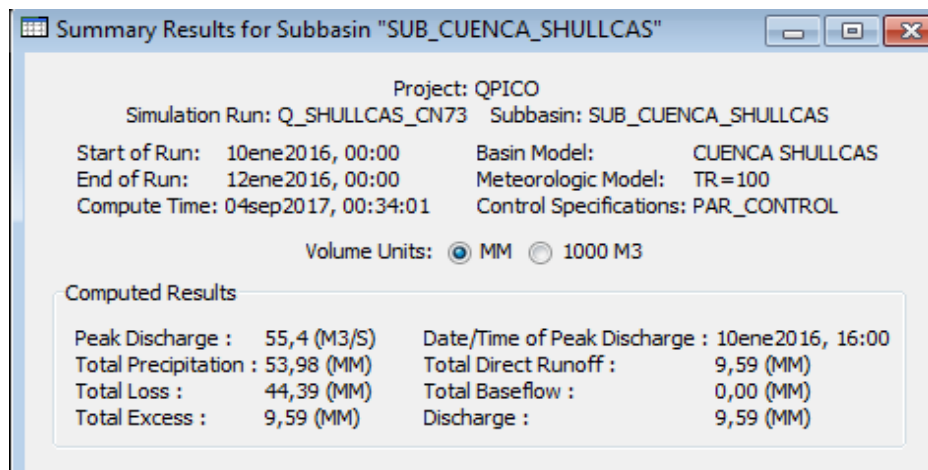 Summary Results for Subbasin "SUB_CUENCA_SHULLCAS"
Project: QPICO
Simulation Run: Q_SHULLCAS_CN73 Subbasin: SUB_CUENCA_SHULLCAS
Start of Run: 10ene2016, 00:00 Basin Model: CUENCA SHULLCAS
End of Run: 12ene2016, 00:00 Meteorologic Model: TR=100
Compute Time: 04sep2017, 00:34:01 Control Specifications: PAR_CONTROL
Volume Units: MM 1000 M3
Computed Results
Peak Discharge : 55,4 (M3/S) Date/Time of Peak Discharge : 10ene2016, 16:00
Total Precipitation : 53,98 (MM) Total Direct Runoff : 9,59 (MM)
Total Loss : 44,39 (MM) Total Baseflow : 0,00 (MM)
Total Excess : 9,59 (MM) Discharge : 9,59 (MM)